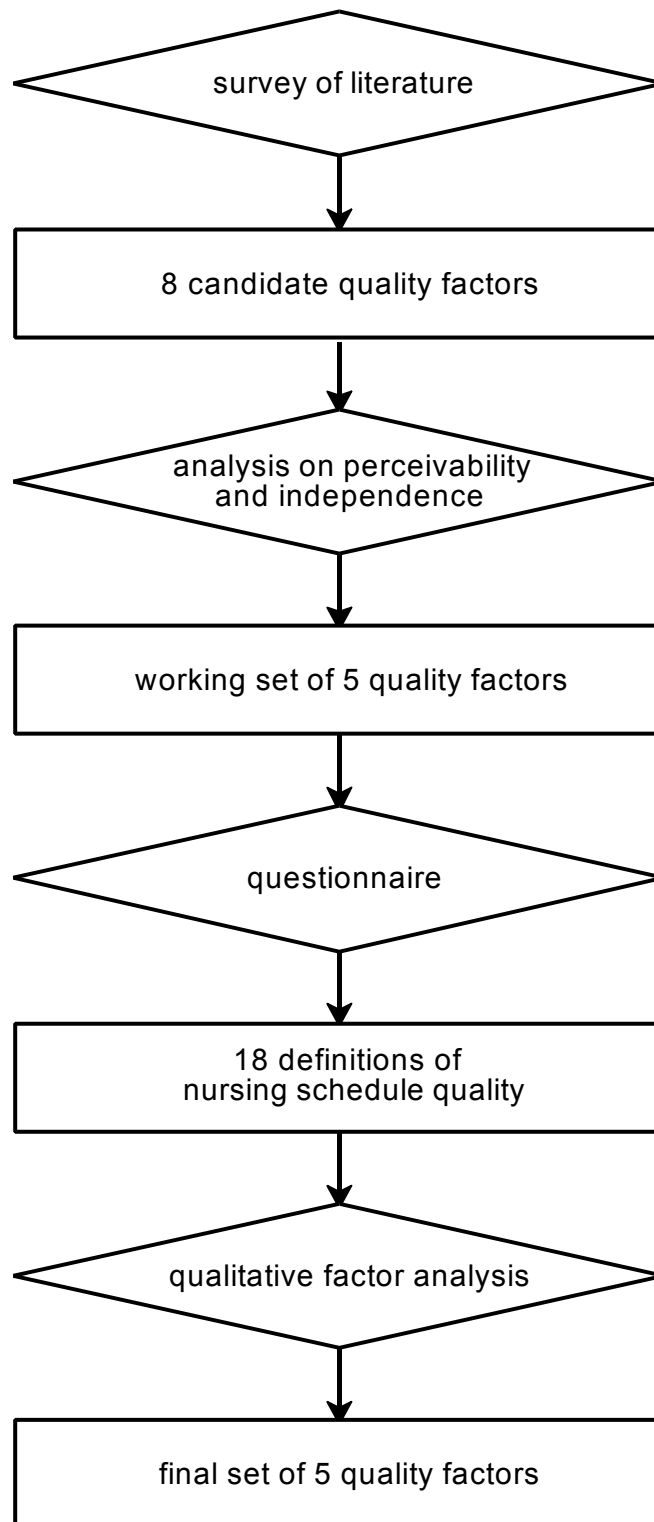 survey of literature
8 candidate quality factors
analysis on perceivability
and independence
working set of 5 quality factors
questionnaire
18 definitions of
nursing schedule quality
qualitative factor analysis
final set of 5 quality factors